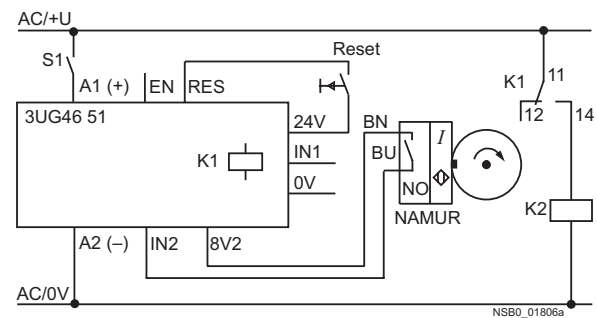 AC/+U
Reset
S1
K1
11
A1 (+)
EN
RES
12
14
3UG46 51
24V
BN
I
K1
IN1
BU
0V
NO
K2
NAMUR
A2 (–)
IN2
8V2
AC/0V
NSB0_01806a